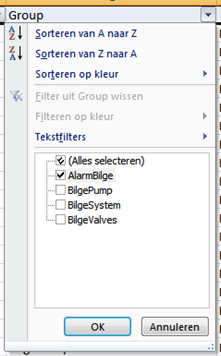 Group
Sorteren van A naar Z
Sorteren van Z naar A
Sorteren op kleur
Filter uit Group wissen
Filteren op kleur
Tekstfilters
(Alles selecteren)
AlarmBilge
BilgePump
BilgeSystem
BilgeValves
OK
Annuleren